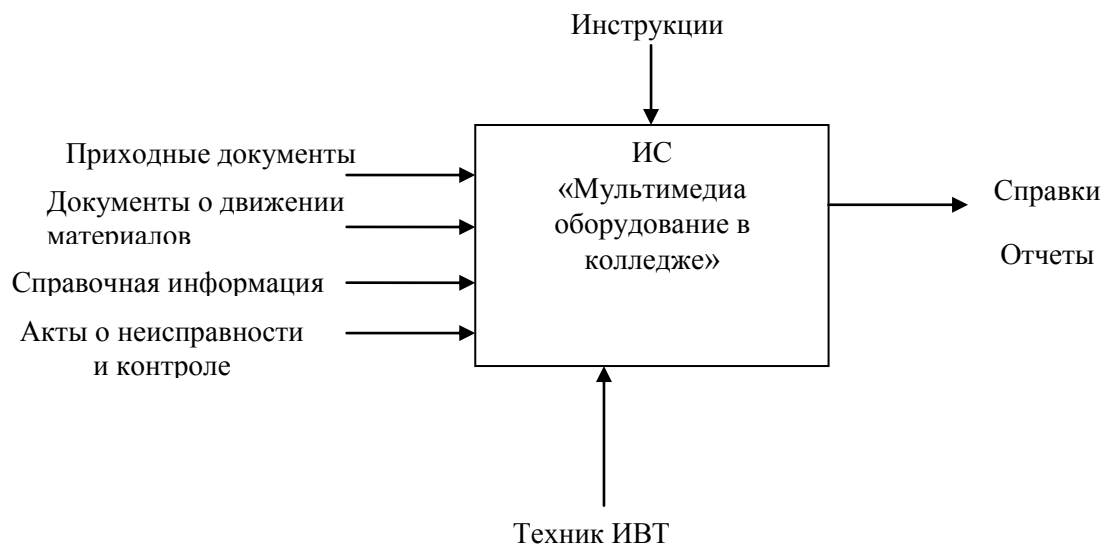 Инструкции
Приходные документы
Документы о движении
материалов
Справочная информация
Акты о неисправности
и контроле
ИС
«Мультимедиа
оборудование в
колледже»
Справки
Отчеты
Техник ИВТ